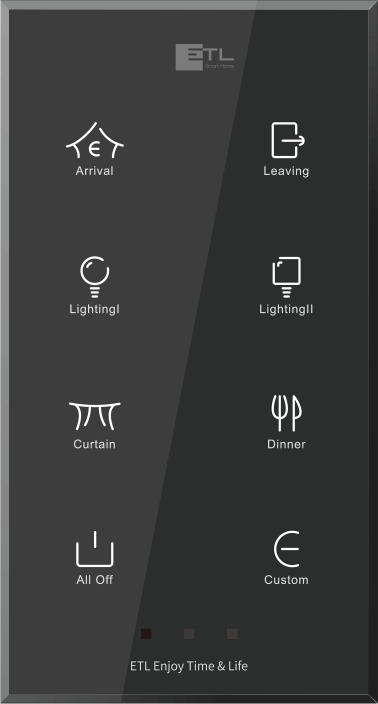 ETL
Smart Home
Arrival
Leaving
LightingI
LightingII
Curtain
Dinner
All Off
Custom
ETL Enjoy Time & Life